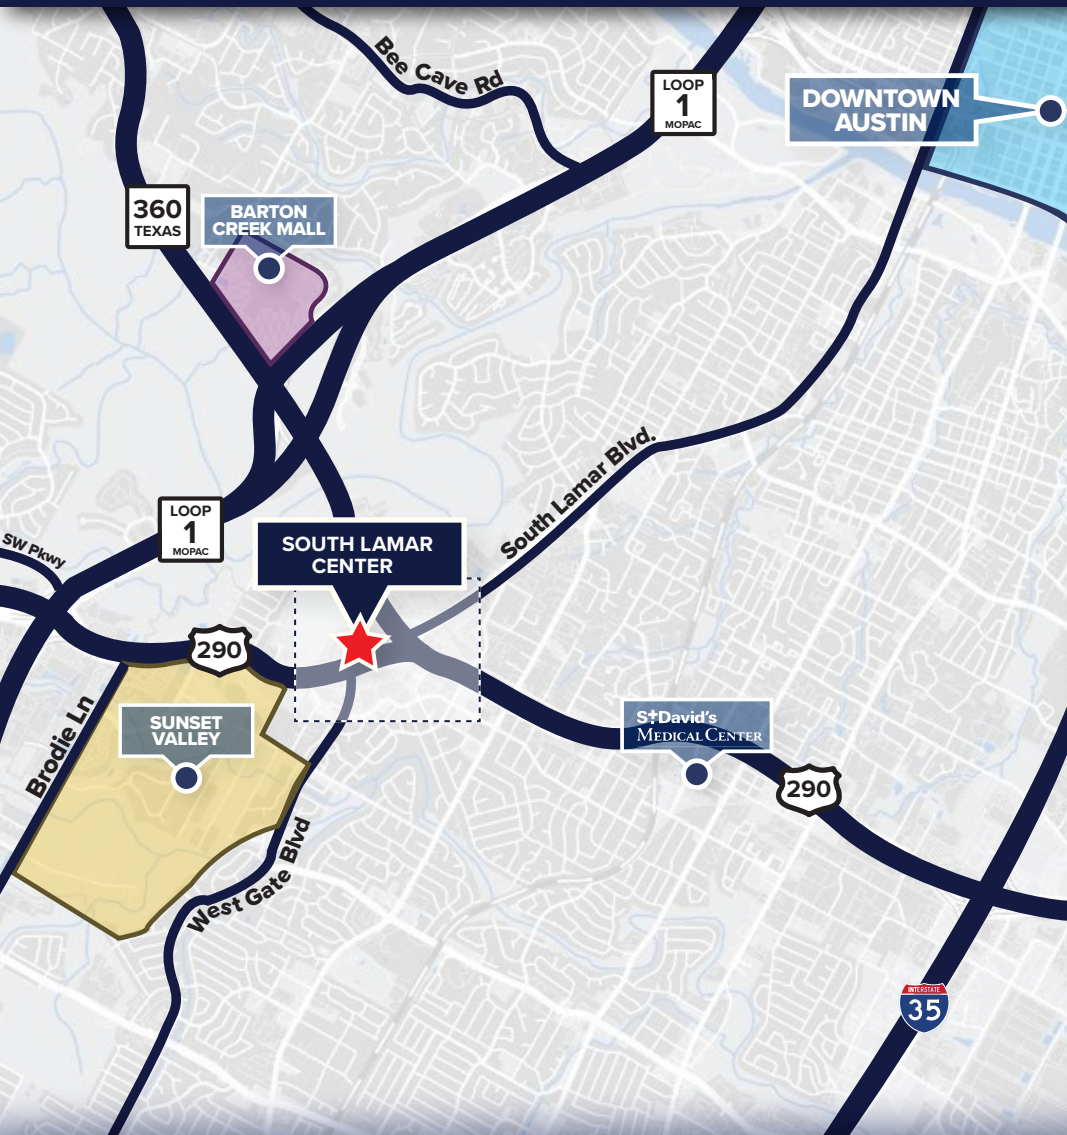 Bee Cave Rd
LOOP
1
MOPAC
DOWNTOWN
AUSTIN
360
TEXAS
BARTON
CREEK MALL
South Lamar Blvd.
LOOP
1
MOPAC
SW Pkwy
SOUTH LAMAR
CENTER
290
Brodie Ln
SUNSET
VALLEY
St David's
MEDICAL CENTER
290
West Gate Blvd
INTERSTATE
35